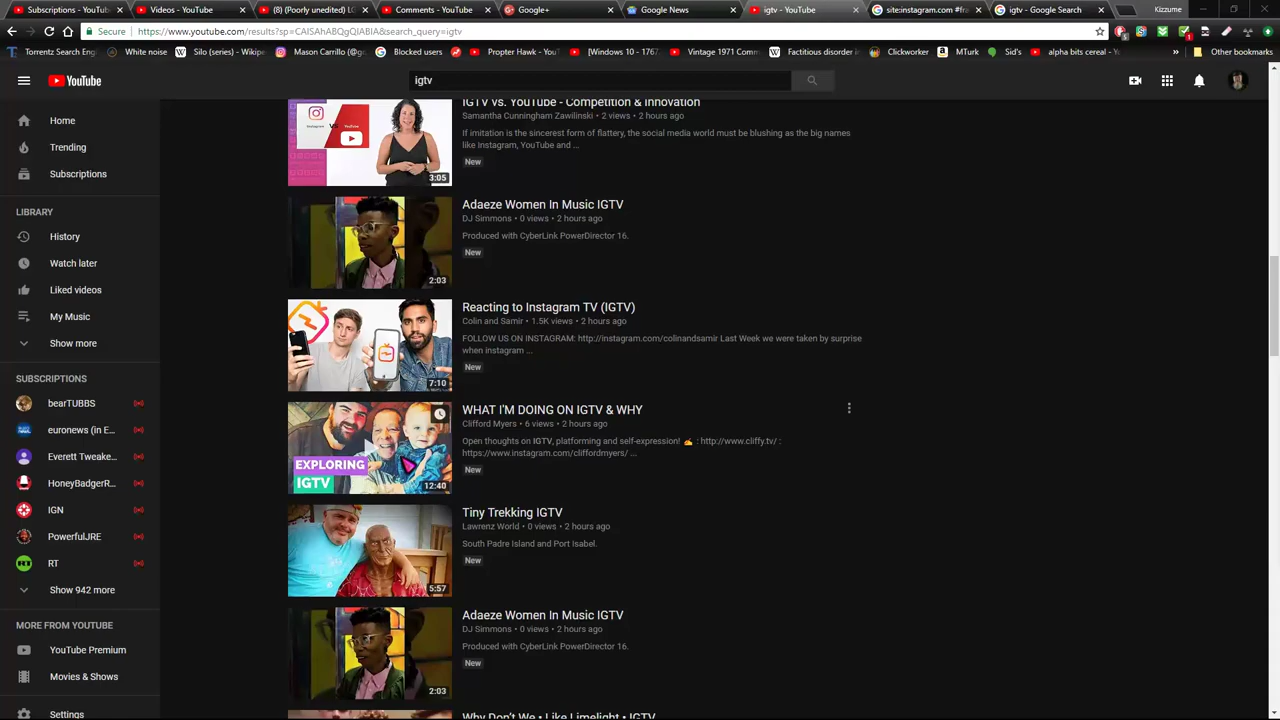 Subscriptions - YouTu
Videos - YouTube
(8) (Poorly unedited) L
Comments - YouTube
Google+
Google News
igtv - YouTube
site:instagram.com #fre
igtv - Google Search
Kizzume
Secure
https://www.youtube.com/results?sp=CAISAhABQgQIABIA&search_query=igtv
Torrentz Search Engi
White noise
Silo (series) - Wikipe
Mason Carrillo (@g
Blocked users
Propter Hawk - You
[Windows 10 - 1767
Vintage 1971 Comm
Factitious disorder in
Clickworker
MTurk
Sid's
alpha bits cereal - Yo
Other bookmarks
YouTube
igtv
Home
Trending
Subscriptions
LIBRARY
History
Watch later
Liked videos
My Music
Show more
SUBSCRIPTIONS
bearTUBBS
euronews (in E...
Everett Tweake...
HoneyBadgerR...
IGN
PowerfulJRE
RT
Show 942 more
MORE FROM YOUTUBE
YouTube Premium
Movies & Shows
Settings
IGTV vs. YouTube - Competition & Innovation
Samantha Cunningham Zawilinski • 2 views • 2 hours ago
If imitation is the sincerest form of flattery, the social media world must be blushing as the big names
like Instagram, YouTube and ...
New
3:05
Adaeze Women In Music IGTV
DJ Simmons • 0 views • 2 hours ago
Produced with CyberLink PowerDirector 16.
New
2:03
Reacting to Instagram TV (IGTV)
Colin and Samir • 1.5K views • 2 hours ago
FOLLOW US ON INSTAGRAM: http://instagram.com/colinandsamir Last Week we were taken by surprise
when instagram ...
New
7:10
WHAT I'M DOING ON IGTV & WHY
Clifford Myers • 6 views • 2 hours ago
Open thoughts on IGTV, platforming and self-expression! ✍ : http://www.cliffy.tv/ :
https://www.instagram.com/cliffordmyers/ ...
New
EXPLORING
IGTV
12:40
Tiny Trekking IGTV
Lawrenz World • 0 views • 2 hours ago
South Padre Island and Port Isabel.
New
5:57
Adaeze Women In Music IGTV
DJ Simmons • 0 views • 2 hours ago
Produced with CyberLink PowerDirector 16.
New
2:03
Why Don't We • Like Limelight • IGTV